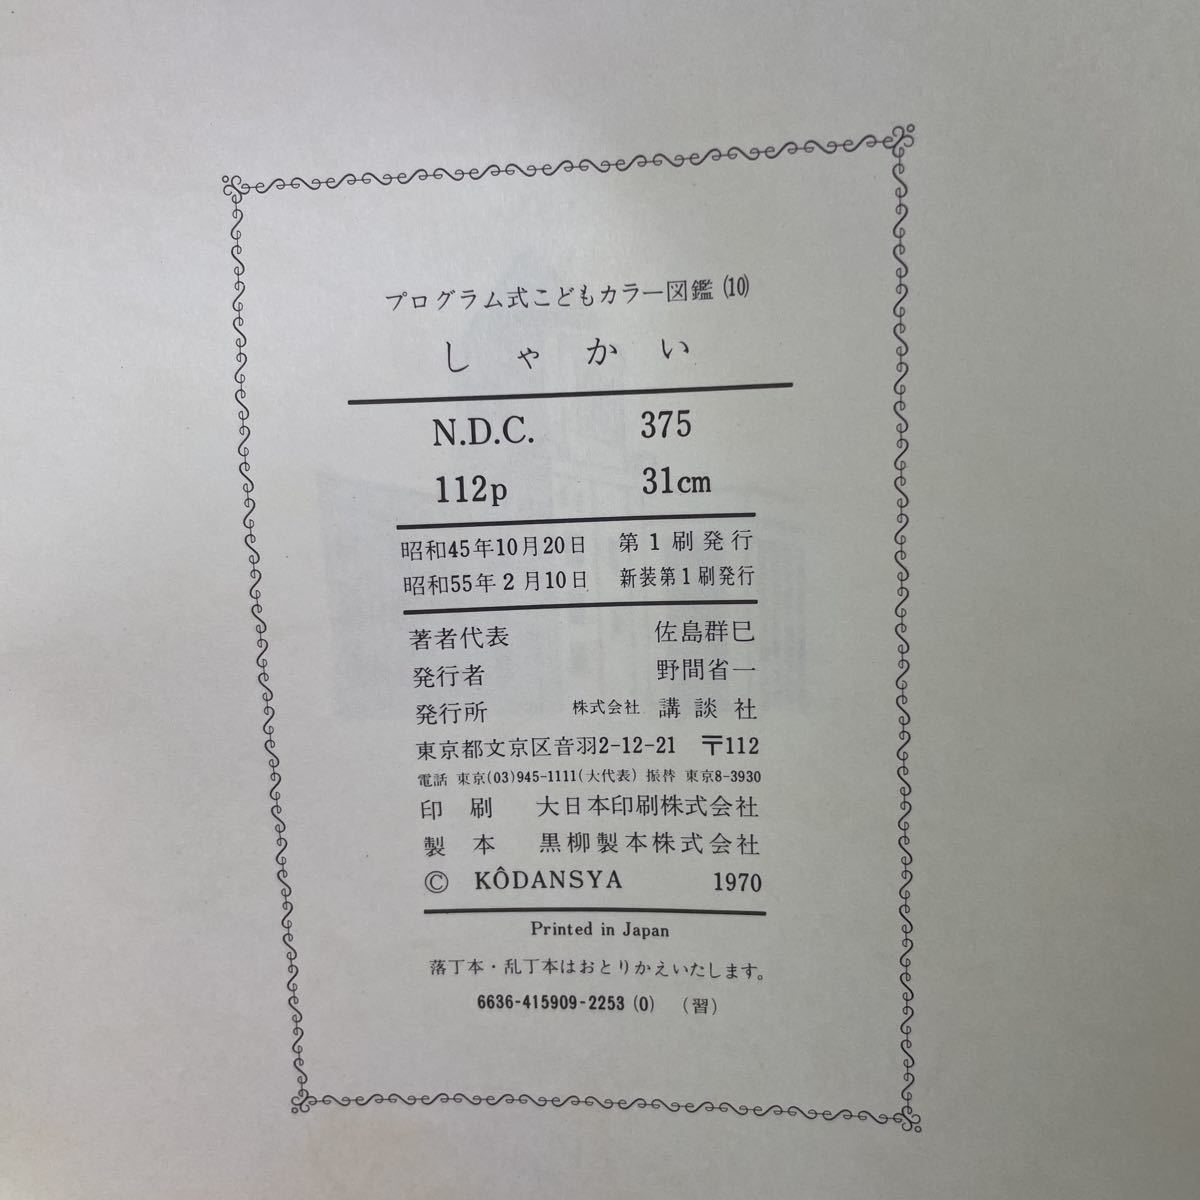 プログラム式こどもカラー図鑑 (10)
しゃかい
N.D.C. 375
112p 31cm
昭和45年10月20日 第1刷発行
昭和55年2月10日 新装第1刷発行
著者代表 佐島群巳
発行者 野間省一
発行所 株式会社 講談社
東京都文京区音羽2-12-21 〒112
電話 東京(03)945-1111(大代表) 振替 東京8-3930
印刷 大日本印刷株式会社
製本 黒柳製本株式会社
© KÔDANSYA 1970
Printed in Japan
落丁本・乱丁本はおとりかえいたします。
6636-415909-2253 (0) (習)